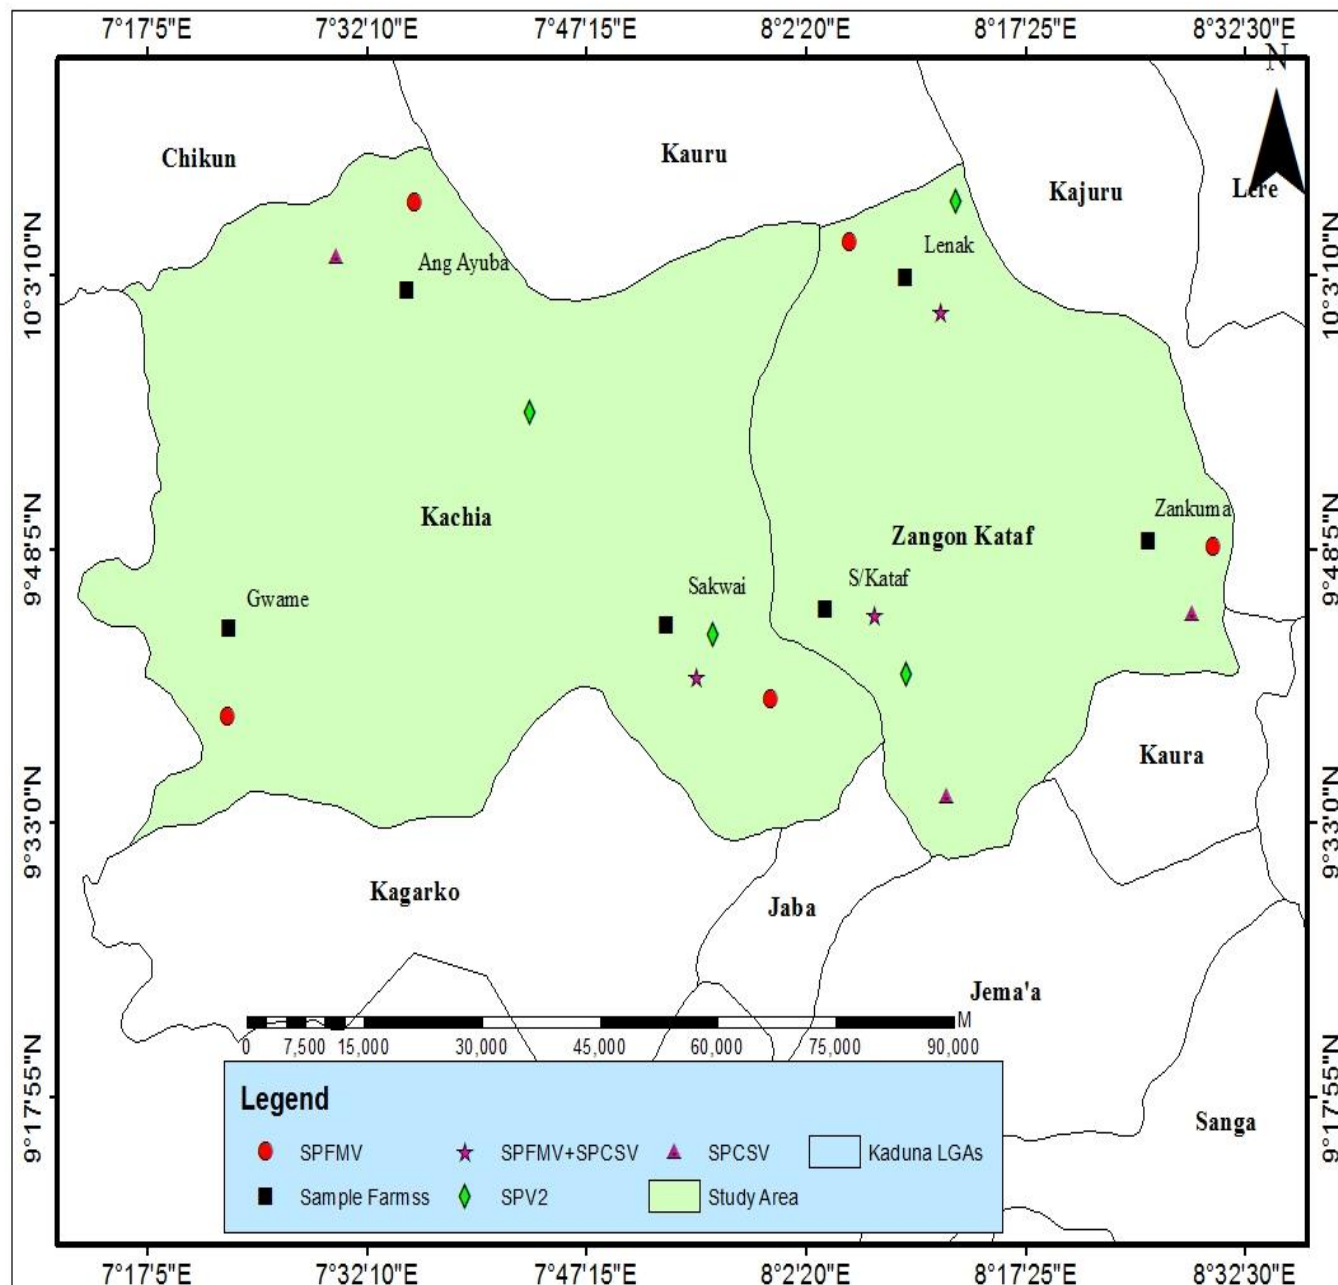 7°17'5"E 7°32'10"E 7°47'15"E 8°2'20"E 8°17'25"E 8°32'30"E
N
Chikun
Kauru
Kajuru
Lere
10°3'10"N
10°3'10"N
Ang Ayuba
Lenak
Kachia
Zangon Kataf
Zankuma
9°48'5"N
9°48'5"N
Gwame
Sakwai
S/Kataf
Kaura
9°33'0"N
9°33'0"N
Kagarko
Jaba
Jema'a
M
0 7,500 15,000 30,000 45,000 60,000 75,000 90,000
9°17'55"N
9°17'55"N
Sanga
Legend
SPFMV SPFMV+SPCSV SPCSV Kaduna LGAs
Sample Farmss SPV2 Study Area
7°17'5"E 7°32'10"E 7°47'15"E 8°2'20"E 8°17'25"E 8°32'30"E